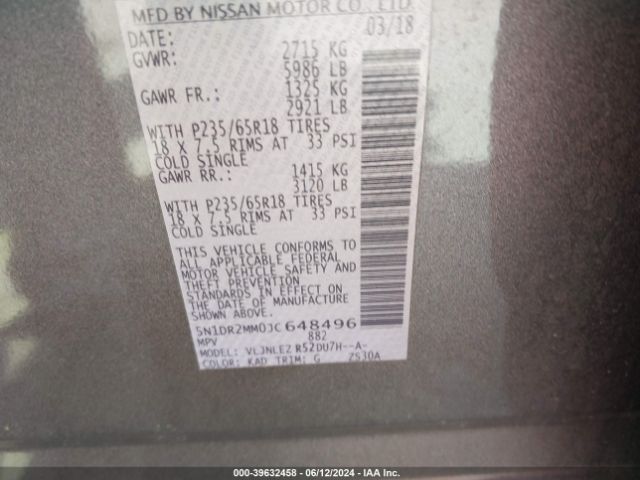 MFD BY NISSAN MOTOR CO., LTD
DATE: 03/18
GVWR: 2715 KG
5986 LB
GAWR FR.: 1325 KG
2921 LB
WITH P235/65R18 TIRES
18 X 7.5 RIMS AT 33 PSI
COLD SINGLE
GAWR RR.: 1415 KG
3120 LB
WITH P235/65R18 TIRES
18 X 7.5 RIMS AT 33 PSI
COLD SINGLE
THIS VEHICLE CONFORMS TO
ALL APPLICABLE FEDERAL
MOTOR VEHICLE SAFETY AND
THEFT PREVENTION
STANDARDS IN EFFECT ON
THE DATE OF MANUFACTURE
SHOWN ABOVE.
5N1DR2MM0JC648496
MPV 882
MODEL: VLJNLEZ R52DU7H--A-
COLOR: KAD TRIM: G ZS30A
000-39632458 - 06/12/2024 - IAA Inc.